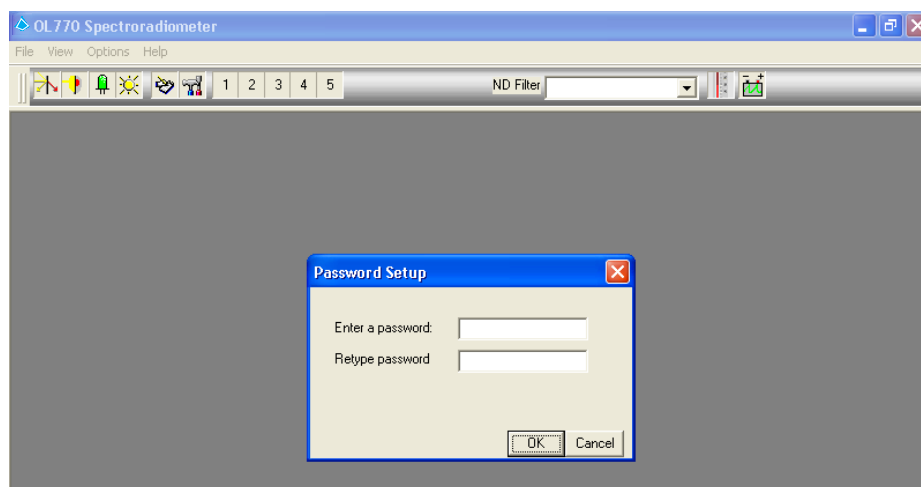 OL770 Spectroradiometer
File View Options Help
1 2 3 4 5 ND Filter
Password Setup
Enter a password:
Retype password
OK Cancel